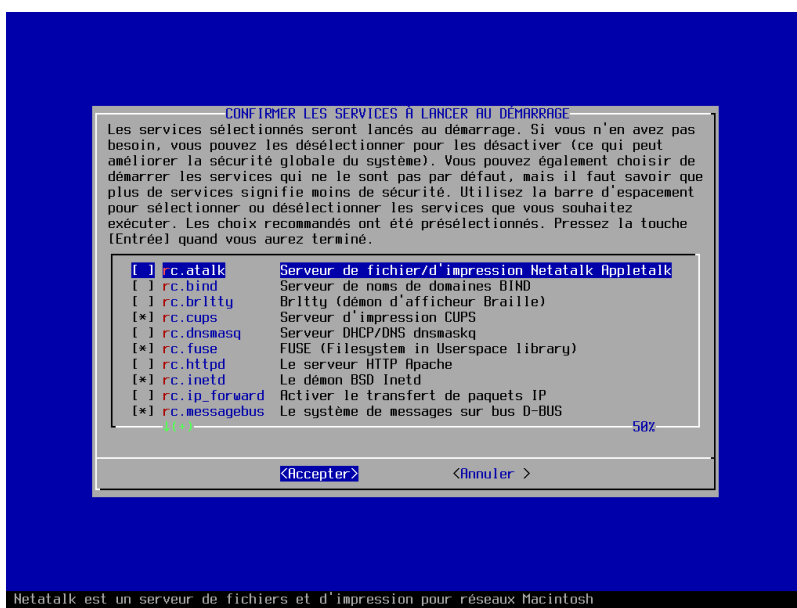 CONFIRMER LES SERVICES À LANCER AU DÉMARRAGE
Les services sélectionnés seront lancés au démarrage. Si vous n'en avez pas
besoin, vous pouvez les désélectionner pour les désactiver (ce qui peut
améliorer la sécurité globale du système). Vous pouvez également choisir de
démarrer les services qui ne le sont pas par défaut, mais il faut savoir que
plus de services signifie moins de sécurité. Utilisez la barre d'espacement
pour sélectionner ou désélectionner les services que vous souhaitez
exécuter. Les choix recommandés ont été présélectionnés. Pressez la touche
[Entrée] quand vous aurez terminé.
[ ] rc.atalk Serveur de fichier/d'impression Netatalk Appletalk
[ ] rc.bind Serveur de noms de domaines BIND
[ ] rc.brltty Brltty (démon d'afficheur Braille)
[*] rc.cups Serveur d'impression CUPS
[ ] rc.dnsmasq Serveur DHCP/DNS dnsmaskq
[*] rc.fuse FUSE (Filesystem in Userspace library)
[ ] rc.httpd Le serveur HTTP Apache
[*] rc.inetd Le démon BSD Inetd
[ ] rc.ip_forward Activer le transfert de paquets IP
[*] rc.messagebus Le système de messages sur bus D-BUS
↓(+) 50%
<Accepter> <Annuler >
Netatalk est un serveur de fichiers et d'impression pour réseaux Macintosh